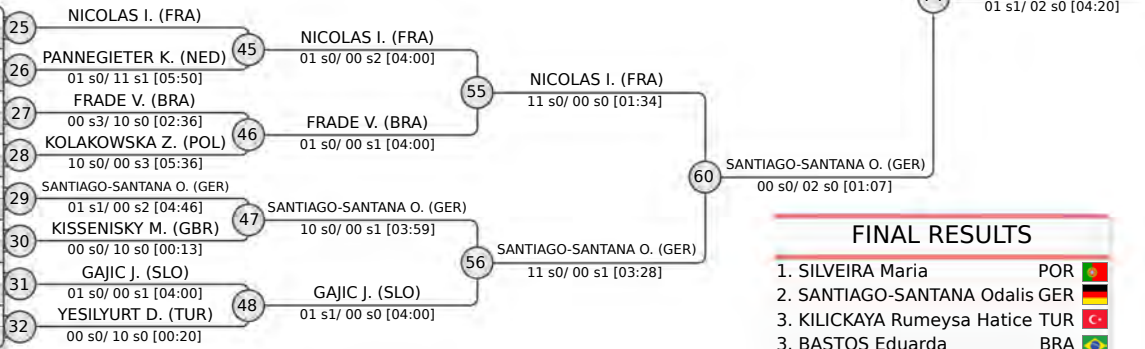 01 s1/ 02 s0 [04:20]
25
NICOLAS I. (FRA)
26
PANNEGIETER K. (NED)
01 s0/ 11 s1 [05:50]
27
FRADE V. (BRA)
00 s3/ 10 s0 [02:36]
28
KOLAKOWSKA Z. (POL)
10 s0/ 00 s3 [05:36]
29
SANTIAGO-SANTANA O. (GER)
01 s1/ 00 s2 [04:46]
30
KISSENISKY M. (GBR)
00 s0/ 10 s0 [00:13]
31
GAJIC J. (SLO)
01 s0/ 00 s1 [04:00]
32
YESILYURT D. (TUR)
00 s0/ 10 s0 [00:20]
45
NICOLAS I. (FRA)
01 s0/ 00 s2 [04:00]
46
FRADE V. (BRA)
01 s0/ 00 s1 [04:00]
47
SANTIAGO-SANTANA O. (GER)
10 s0/ 00 s1 [03:59]
48
GAJIC J. (SLO)
01 s1/ 00 s0 [04:00]
55
NICOLAS I. (FRA)
11 s0/ 00 s0 [01:34]
56
SANTIAGO-SANTANA O. (GER)
11 s0/ 00 s1 [03:28]
60
SANTIAGO-SANTANA O. (GER)
00 s0/ 02 s0 [01:07]
FINAL RESULTS
1. SILVEIRA Maria POR
2. SANTIAGO-SANTANA Odalis GER
3. KILICKAYA Rumeysa Hatice TUR
3. BASTOS Eduarda BRA